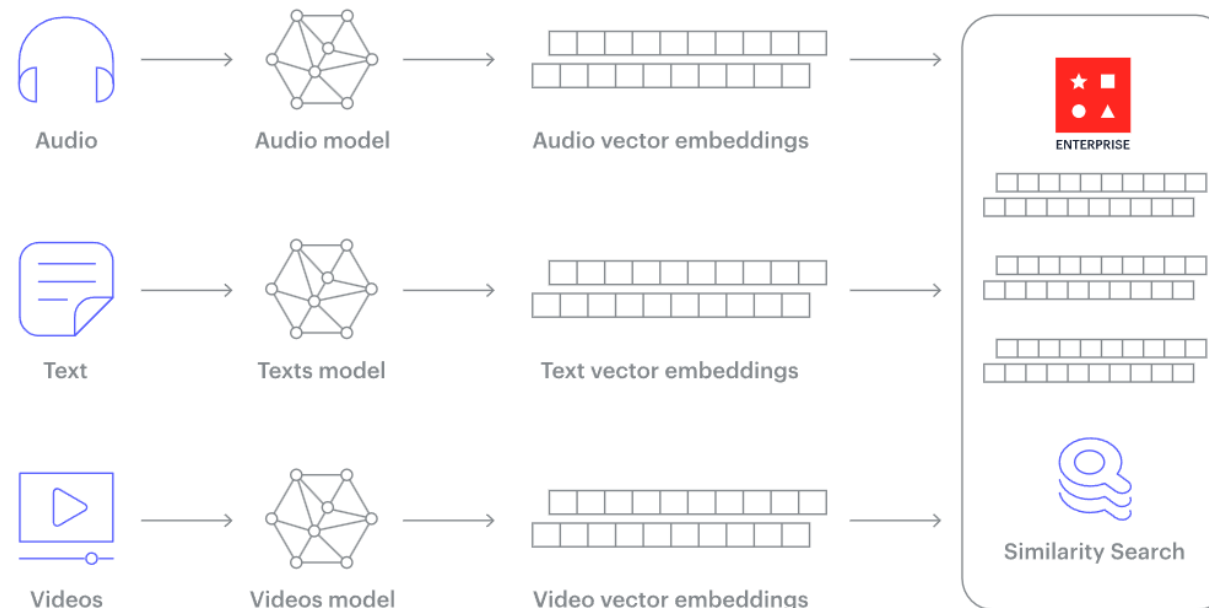 Audio
Audio model
Audio vector embeddings
ENTERPRISE
Text
Texts model
Text vector embeddings
Videos
Videos model
Video vector embeddings
Similarity Search